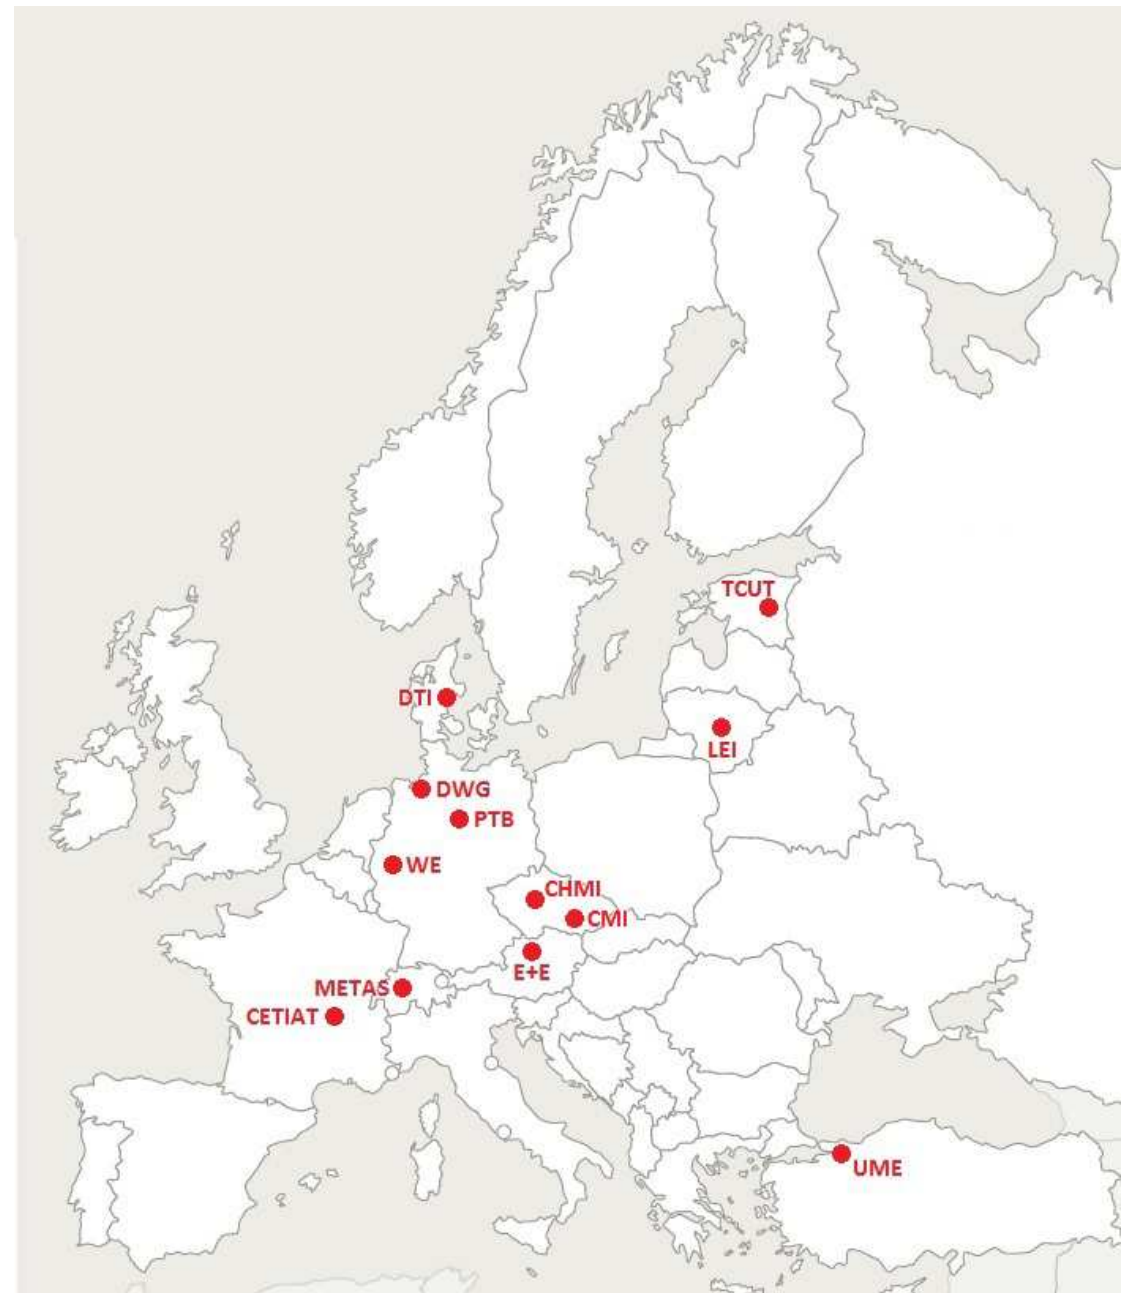 TCUT
DTI
LEI
DWG
PTB
WE
CHMI
CMI
E+E
METAS
CETIAT
UME